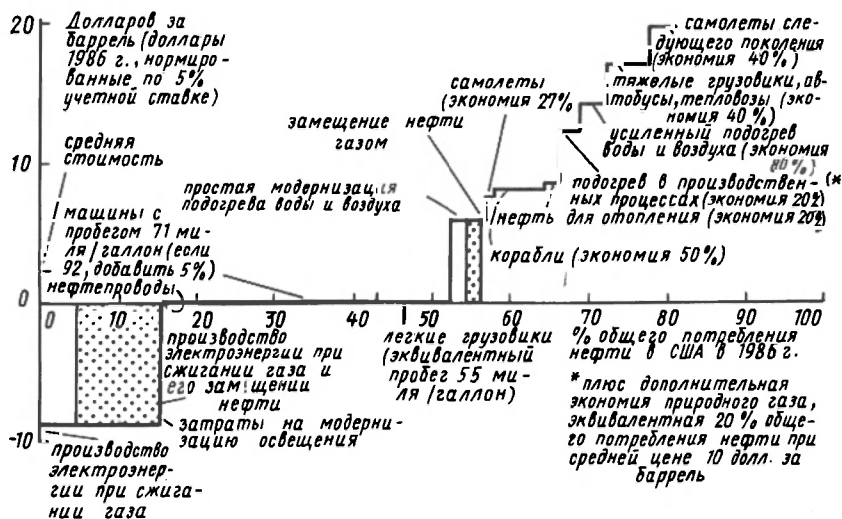 20
10
0
-10
Долларов за
баррель (доллары
1986 г., нормиро-
ванные по 5%
учетной ставке)
средняя
стоимость
машины с
пробегом 71 ми-
ля/галлон (если
92, добавить 5%)
нефтепроводы
простая модернизация
подогрева воды и воздуха
замещение нефти
газом
самолеты
(экономия 27%
самолеты сле-
дующего поколения
(экономия 40%)
тяжелые грузовики, ав-
тобусы, тепловозы (эко-
номия 40%)
усиленный подогрев
воды и воздуха (экономия
80%)
подогрев в производствен- (*
ных процессах (экономия 20%)
нефть для отопления (экономия 20%)
корабли (экономия 50%)
0 10 20 30 40 50 60 70 80 90 100
производство
электроэнергии при
сжигании газа и
его замещении
нефти
затраты на модерни-
зацию освещения
производство
электроэнер-
гии при сжига-
нии газа
легкие грузовики
(эквивалентный
пробег 55 ми-
ля/галлон)
% общего потребления
нефти в США в 1986 г.
*плюс дополнительная
экономия природного газа,
эквивалентная 20% обще-
го потребления нефти при
средней цене 10 долл. за
баррель